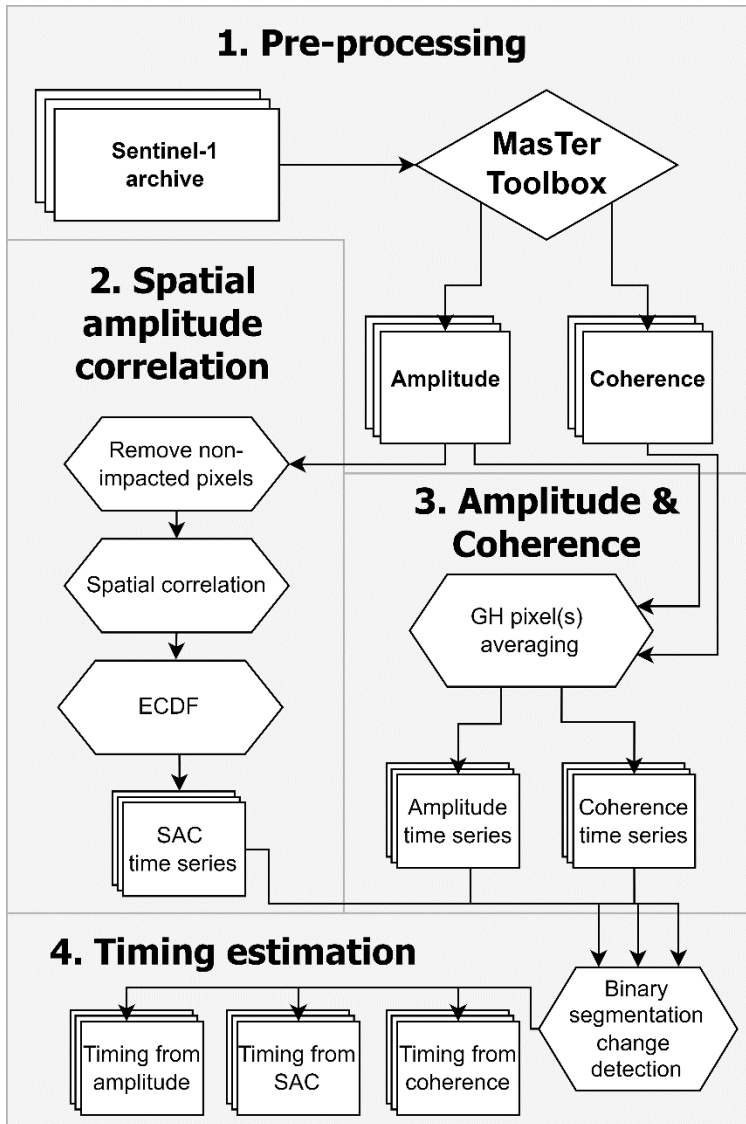 1. Pre-processing
Sentinel-1
archive
MasTer
Toolbox
2. Spatial
amplitude
correlation
Amplitude
Coherence
Remove non-
impacted pixels
Spatial correlation
ECDF
SAC
time series
3. Amplitude &
Coherence
GH pixel(s)
averaging
Amplitude
time series
Coherence
time series
4. Timing estimation
Binary
segmentation
change
detection
Timing from
amplitude
Timing from
SAC
Timing from
coherence